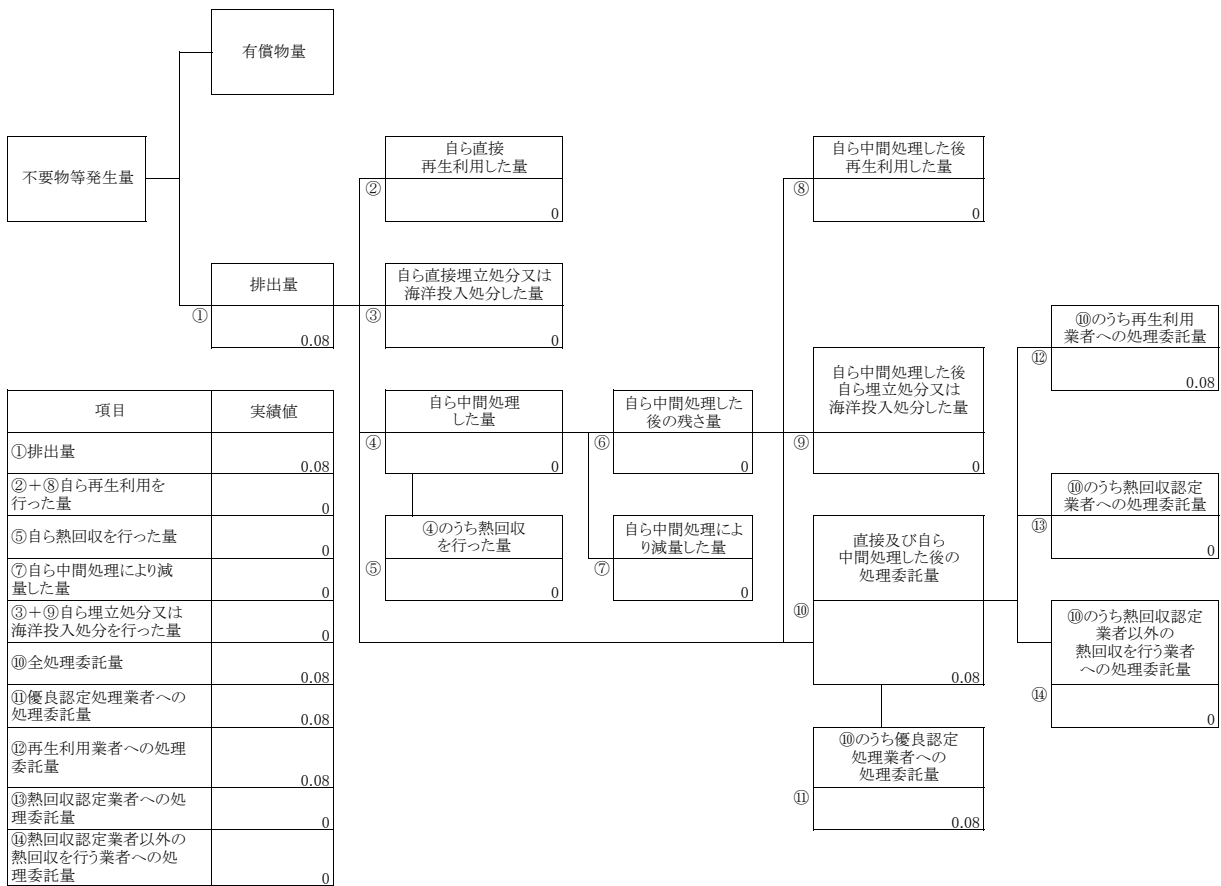 有償物量
不要物等発生量
排出量
①
0.08
自ら直接
再生利用した量
②
0
自ら直接埋立処分又は
海洋投入処分した量
③
0
自ら中間処理
した量
④
0
④のうち熱回収
を行った量
⑤
0
自ら中間処理した
後の残さ量
⑥
0
自ら中間処理によ
り減量した量
⑦
0
自ら中間処理した後
再生利用した量
⑧
0
自ら中間処理した後
自ら埋立処分又は
海洋投入処分した量
⑨
0
直接及び自ら
中間処理した後の
処理委託量
⑩
0.08
⑩のうち優良認定
処理業者への
処理委託量
⑪
0.08
⑩のうち再生利用
業者への処理委託量
⑫
0.08
⑩のうち熱回収認定
業者への処理委託量
⑬
0
⑩のうち熱回収認定
業者以外の
熱回収を行う業者
への処理委託量
⑭
0
項目 実績値
①排出量
0.08
②＋⑧自ら再生利用を
行った量
0
⑤自ら熱回収を行った量
0
⑦自ら中間処理により減
量した量
0
③＋⑨自ら埋立処分又は
海洋投入処分を行った量
0
⑩全処理委託量
0.08
⑪優良認定処理業者への
処理委託量
0.08
⑫再生利用業者への処理
委託量
0.08
⑬熱回収認定業者への処
理委託量
0
⑭熱回収認定業者以外の
熱回収を行う業者への処
理委託量
0